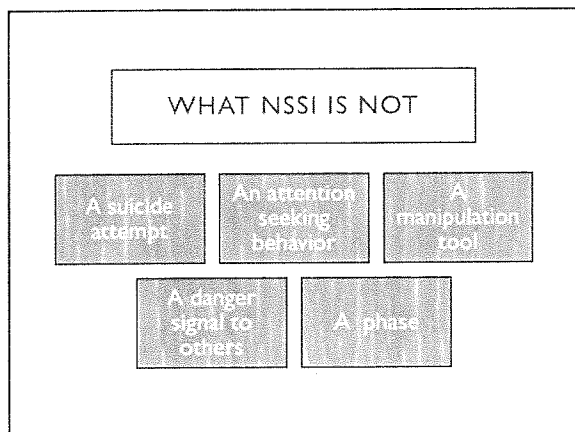 WHAT NSSI IS NOT
A suicide
attempt
An attention
seeking
behavior
A
manipulation
tool
A danger
signal to
others
A phase